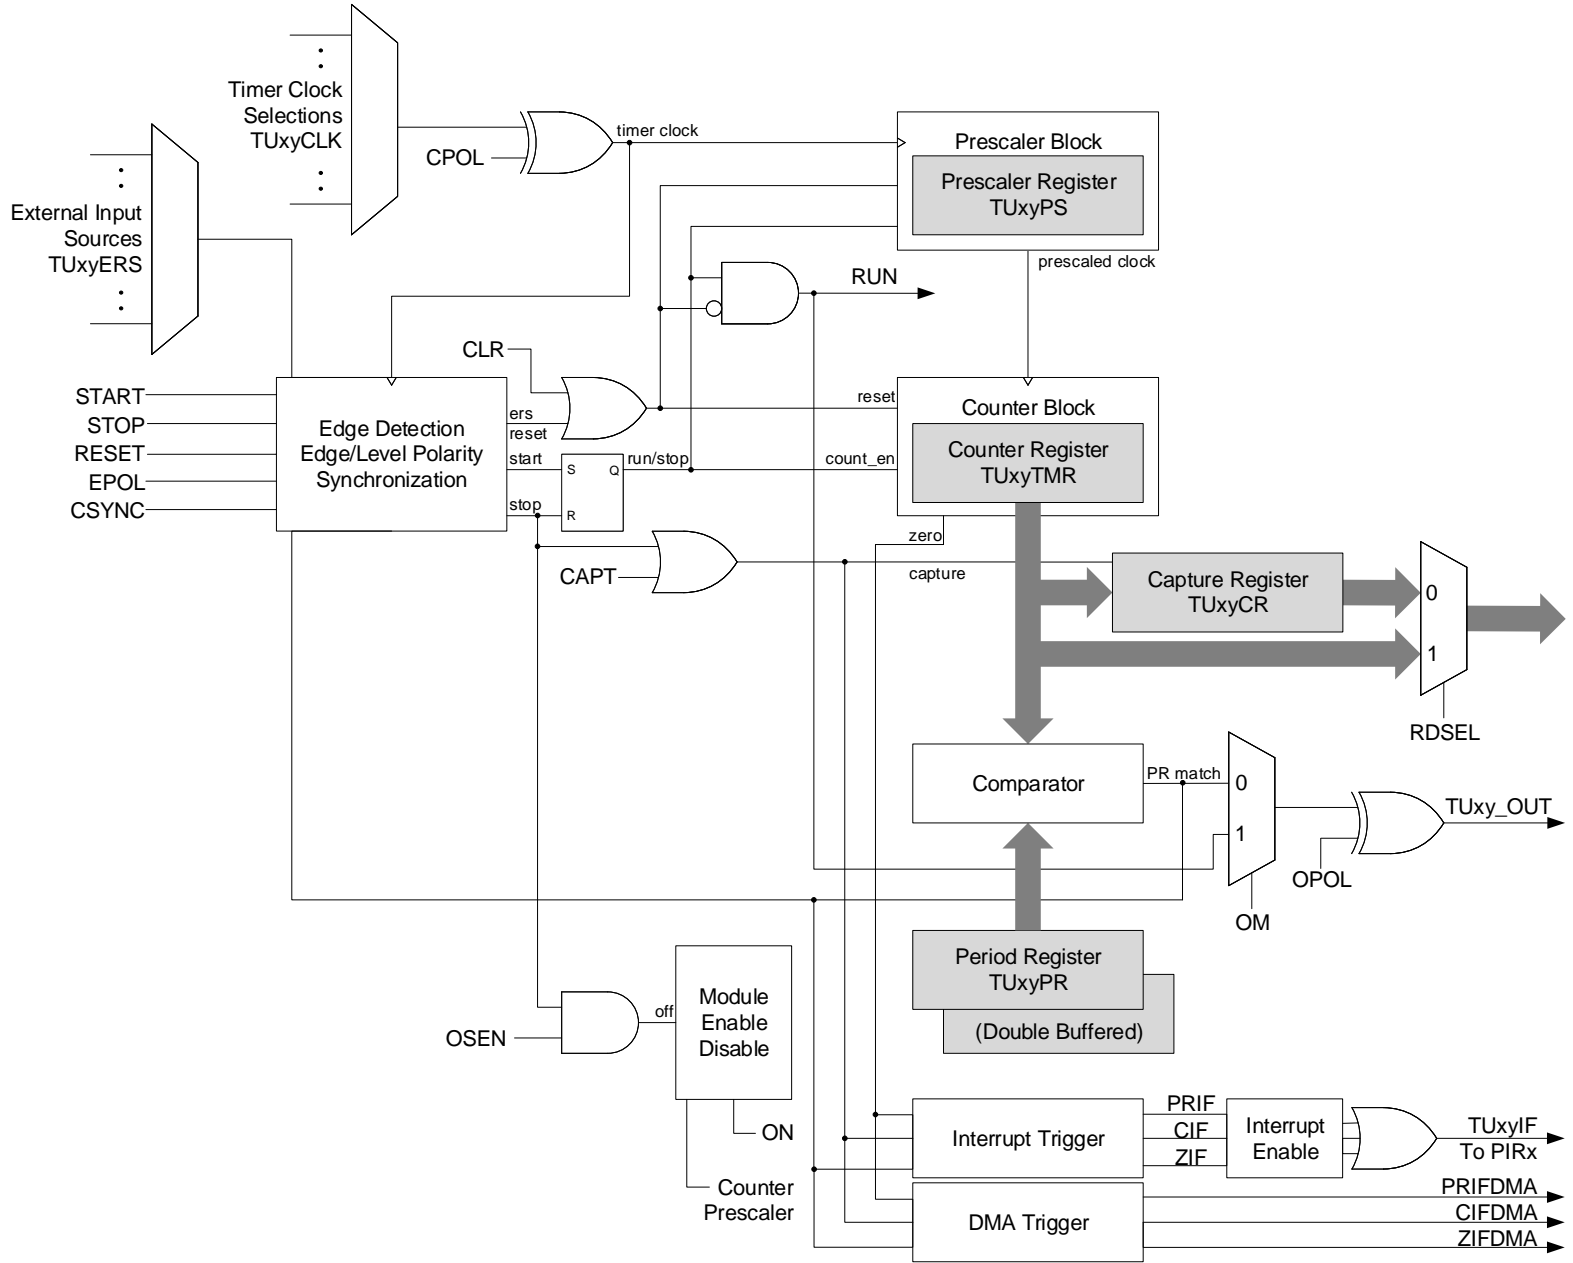 Timer Clock
Selections
TUxyCLK
CPOL
timer clock
Prescaler Block
Prescaler Register
TUxyPS
External Input
Sources
TUxyERS
prescaled clock
RUN
CLR
START
STOP
RESET
EPOL
CSYNC
Edge Detection
Edge/Level Polarity
Synchronization
ers
reset
start
stop
S
Q
R
run/stop
reset
count_en
Counter Block
Counter Register
TUxyTMR
zero
CAPT
capture
Capture Register
TUxyCR
0
1
RDSEL
Comparator
PR match
0
1
TUxy_OUT
OPOL
OM
Period Register
TUxyPR
(Double Buffered)
OSEN
off
Module
Enable
Disable
ON
Counter
Prescaler
Interrupt Trigger
PRIF
CIF
ZIF
Interrupt
Enable
TUxyIF
To PIRx
DMA Trigger
PRIFDMA
CIFDMA
ZIFDMA